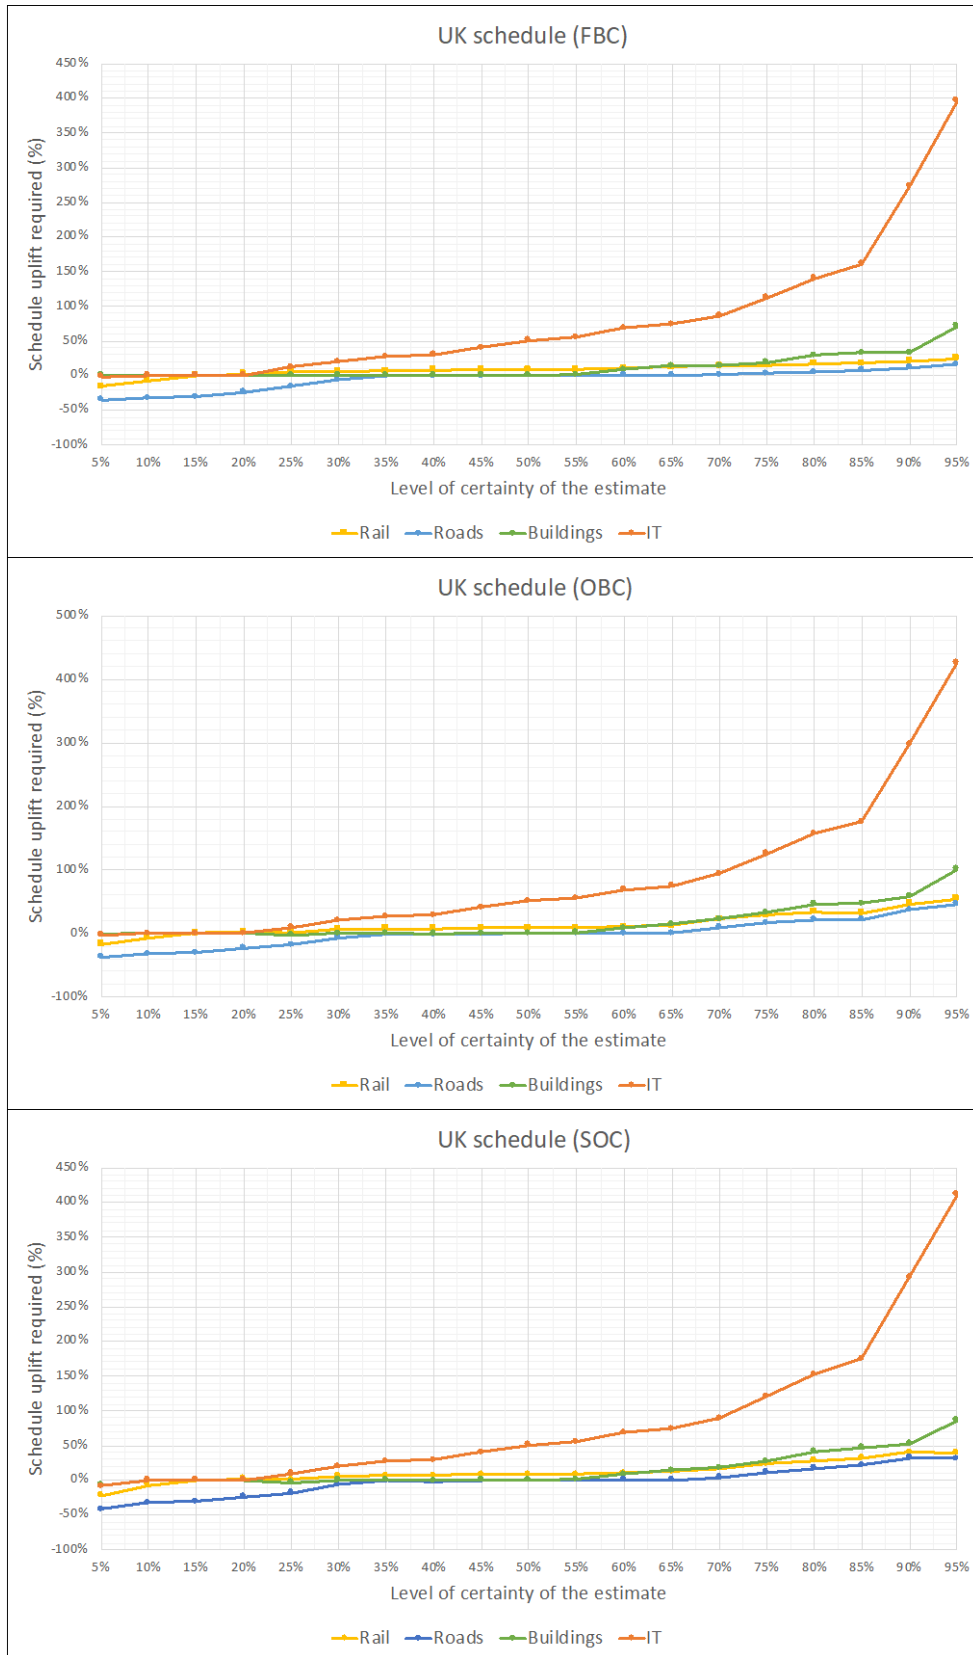 UK schedule (FBC)
Schedule uplift required (%)
450%
400%
350%
300%
250%
200%
150%
100%
50%
0%
-50%
-100%
5% 10% 15% 20% 25% 30% 35% 40% 45% 50% 55% 60% 65% 70% 75% 80% 85% 90% 95%
Level of certainty of the estimate
Rail Roads Buildings IT
UK schedule (OBC)
Schedule uplift required (%)
500%
400%
300%
200%
100%
0%
-100%
5% 10% 15% 20% 25% 30% 35% 40% 45% 50% 55% 60% 65% 70% 75% 80% 85% 90% 95%
Level of certainty of the estimate
Rail Roads Buildings IT
UK schedule (SOC)
Schedule uplift required (%)
450%
400%
350%
300%
250%
200%
150%
100%
50%
0%
-50%
-100%
5% 10% 15% 20% 25% 30% 35% 40% 45% 50% 55% 60% 65% 70% 75% 80% 85% 90% 95%
Level of certainty of the estimate
Rail Roads Buildings IT